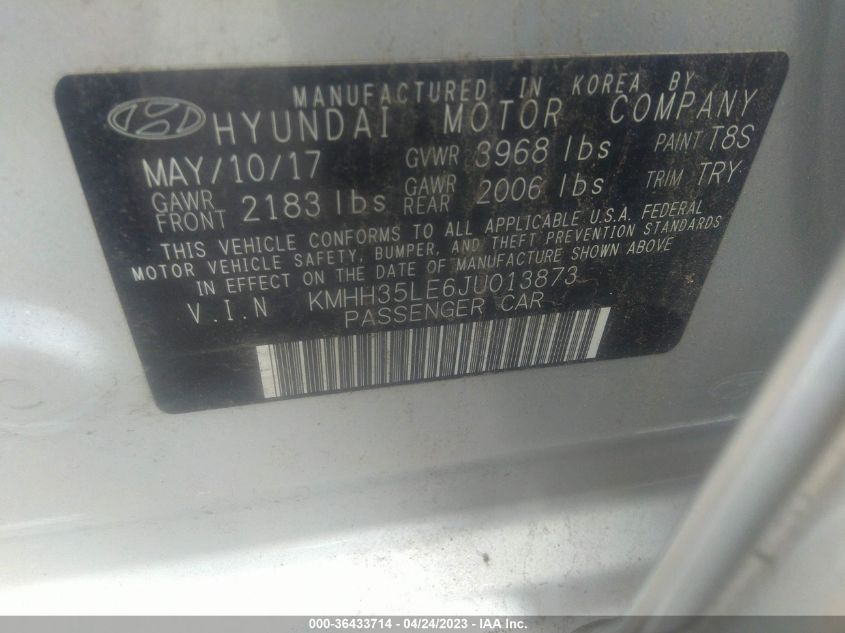 MANUFACTURED IN KOREA BY
HYUNDAI MOTOR COMPANY
MAY/10/17 GVWR 3968 lbs PAINT T8S
GAWR FRONT 2183 lbs GAWR REAR 2006 lbs TRIM TRY
THIS VEHICLE CONFORMS TO ALL APPLICABLE U.S.A. FEDERAL
MOTOR VEHICLE SAFETY, BUMPER, AND THEFT PREVENTION STANDARDS
IN EFFECT ON THE DATE OF MANUFACTURE SHOWN ABOVE
V.I.N KMHH35LE6JU013873
PASSENGER CAR
000-36433714 - 04/24/2023 - IAA Inc.